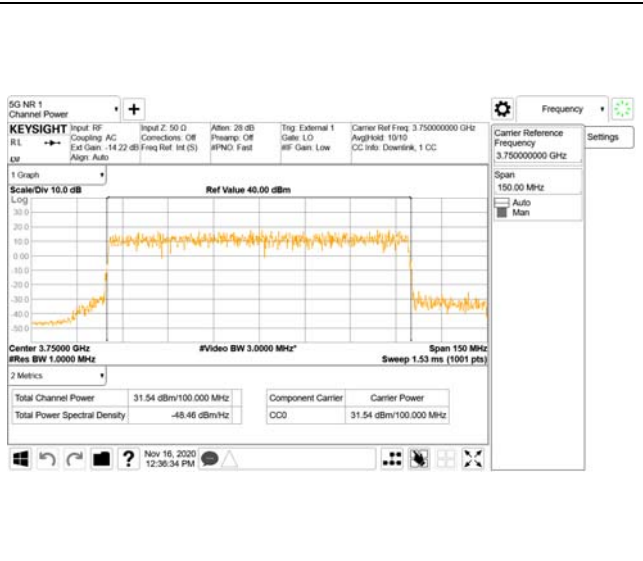 5G NR 1
Channel Power
+
Frequency
KEYSIGHT Input: RF Input Z: 50 Ω Atten: 28 dB Trig: External 1 Carrier Ref Freq: 3.750000000 GHz
RL Coupling: AC Corrections: Off Preamp: Off Gate: LO Avg|Hold: 10/10
Ext Gain: -14.22 dB Freq Ref: Int (S) #PNO: Fast #IF Gain: Low CC Info: Downlink, 1 CC
Align: Auto
Carrier Reference
Frequency
3.750000000 GHz
Settings
Span
150.00 MHz
Auto
Man
1 Graph
Scale/Div 10.0 dB Ref Value 40.00 dBm
Log
30.0
20.0
10.0
0.00
-10.0
-20.0
-30.0
-40.0
-50.0
Center 3.75000 GHz #Video BW 3.0000 MHz* Span 150 MHz
#Res BW 1.0000 MHz Sweep 1.53 ms (1001 pts)
2 Metrics
Total Channel Power 31.54 dBm/100.000 MHz Component Carrier Carrier Power
Total Power Spectral Density -48.46 dBm/Hz CC0 31.54 dBm/100.000 MHz
? Nov 16, 2020
12:36:34 PM